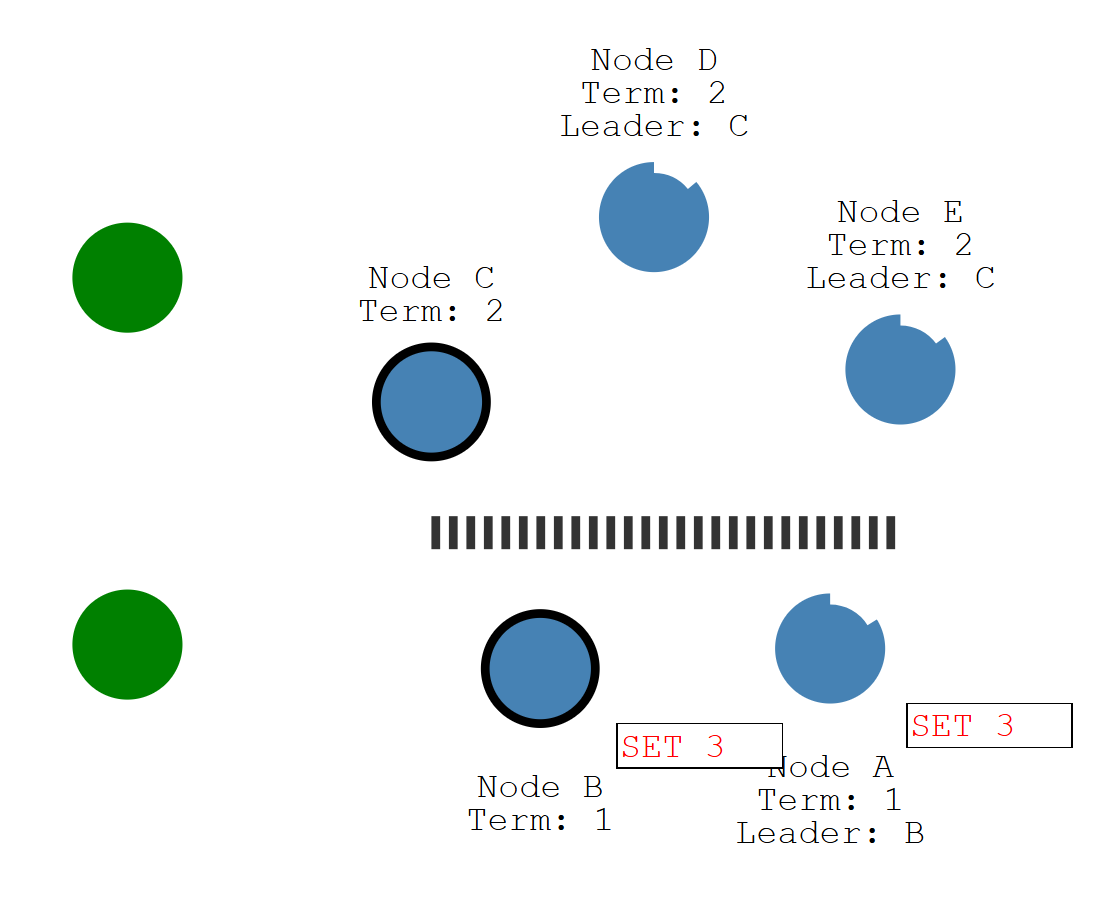 Node D
Term: 2
Leader: C
Node E
Term: 2
Leader: C
Node C
Term: 2
SET 3
SET 3
Node B
Term: 1
Node A
Term: 1
Leader: B